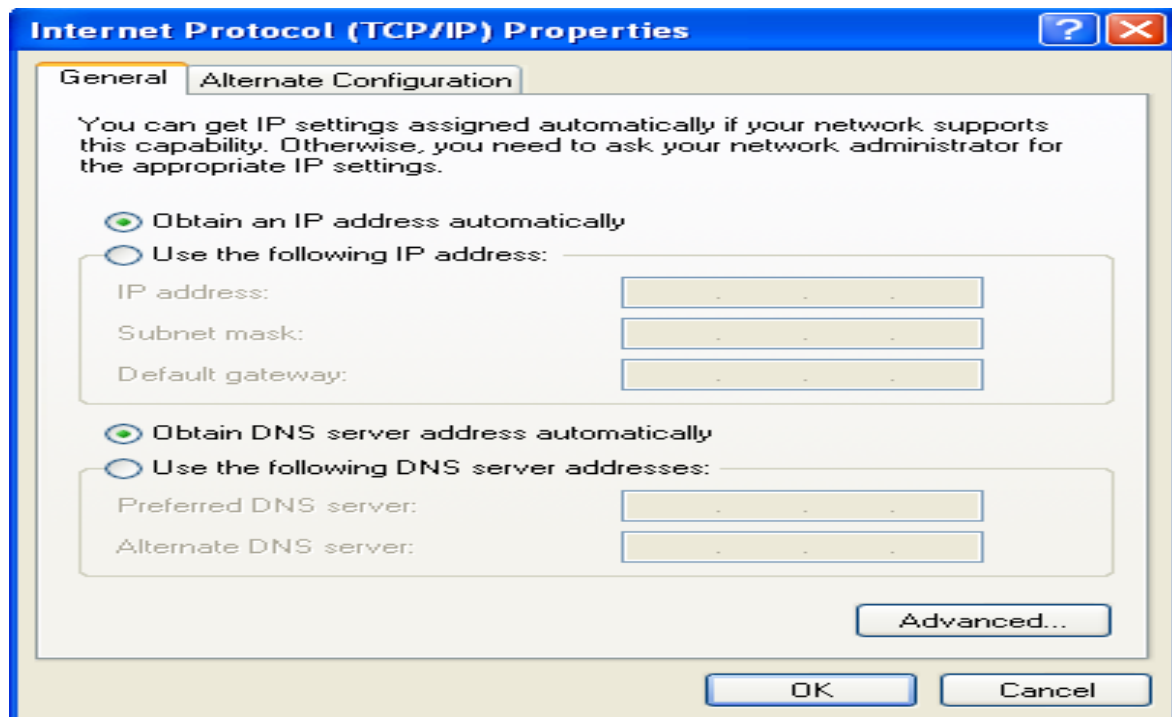 Internet Protocol (TCP/IP) Properties
General
Alternate Configuration
You can get IP settings assigned automatically if your network supports
this capability. Otherwise, you need to ask your network administrator for
the appropriate IP settings.
Obtain an IP address automatically
Use the following IP address:
IP address:
Subnet mask:
Default gateway:
Obtain DNS server address automatically
Use the following DNS server addresses:
Preferred DNS server:
Alternate DNS server:
Advanced...
OK
Cancel